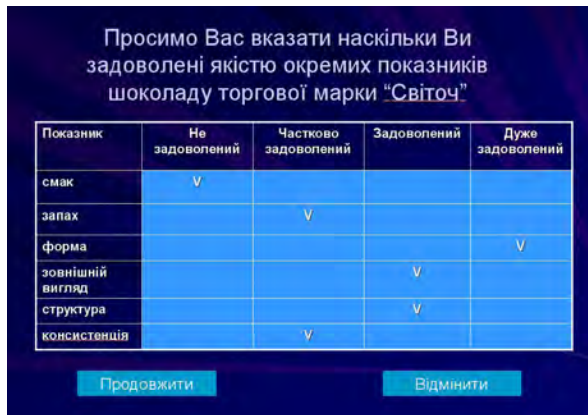 Просимо Вас вказати наскільки Ви
задоволені якістю окремих показників
шоколаду торгової марки “Світоч”
Показник Не задоволений Частково задоволений Задоволений Дуже задоволений
смак V
запах V
форма V
зовнішній вигляд V
структура V
консистенція V
Продовжити Відмінити